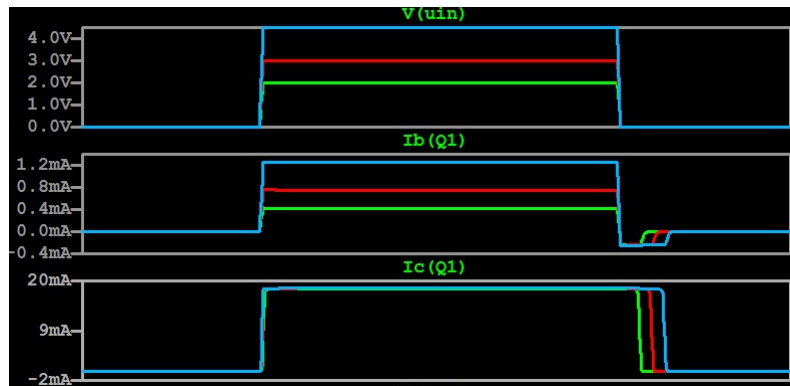 V(uin)
4.0V
3.0V
2.0V
1.0V
0.0V
Ib(Q1)
1.2mA
0.8mA
0.4mA
0.0mA
-0.4mA
Ic(Q1)
20mA
9mA
-2mA